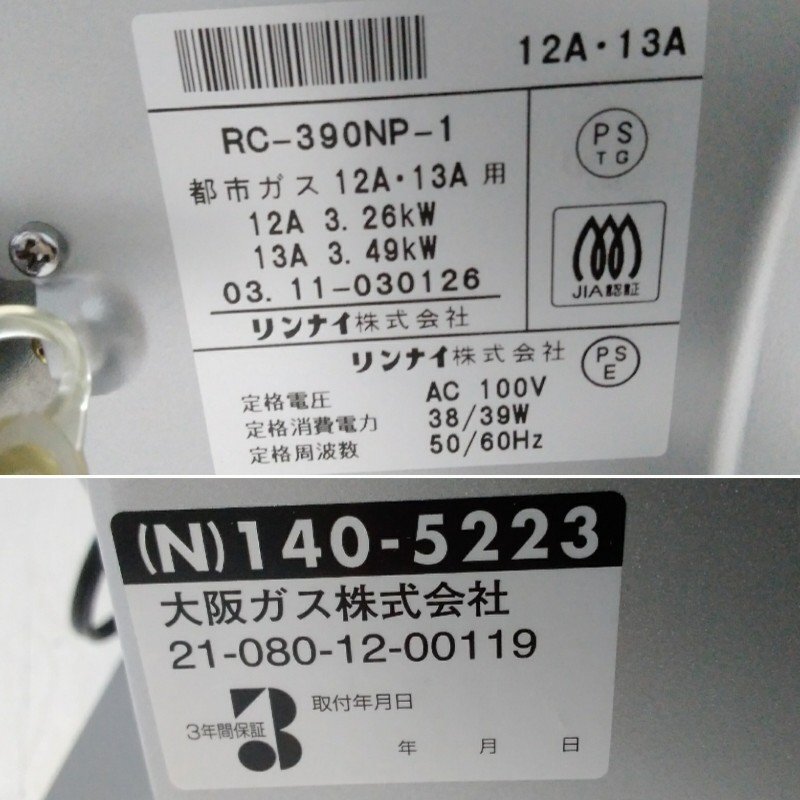 12A・13A
RC-390NP-1
都市ガス 12A・13A 用
12A 3.26kW
13A 3.49kW
03.11-030126
リンナイ株式会社
PS
TG
JIA認証
リンナイ株式会社
PS
E
定格電圧 AC 100V
定格消費電力 38/39W
定格周波数 50/60Hz
(N)140-5223
大阪ガス株式会社
21-080-12-00119
3年間保証
取付年月日
年 月 日